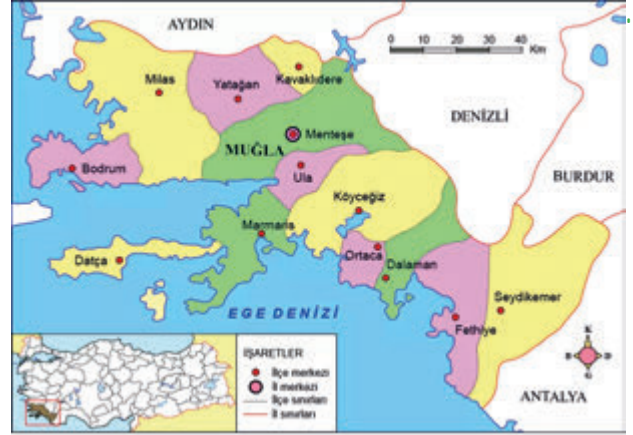 AYDIN
0 10 20 30 40
Km
Milas
Yatağan
Kavaklıdere
DENİZLİ
Menteşe
MUĞLA
BURDUR
Bodrum
Ula
Köyceğiz
Marmaris
Ortaca
Datça
Dalaman
Seydikemer
EGE DENİZİ
Fethiye
K
B D
G
İŞARETLER
İlçe merkezi
İl merkezi
İlçe sınırları
İl sınırları
ANTALYA